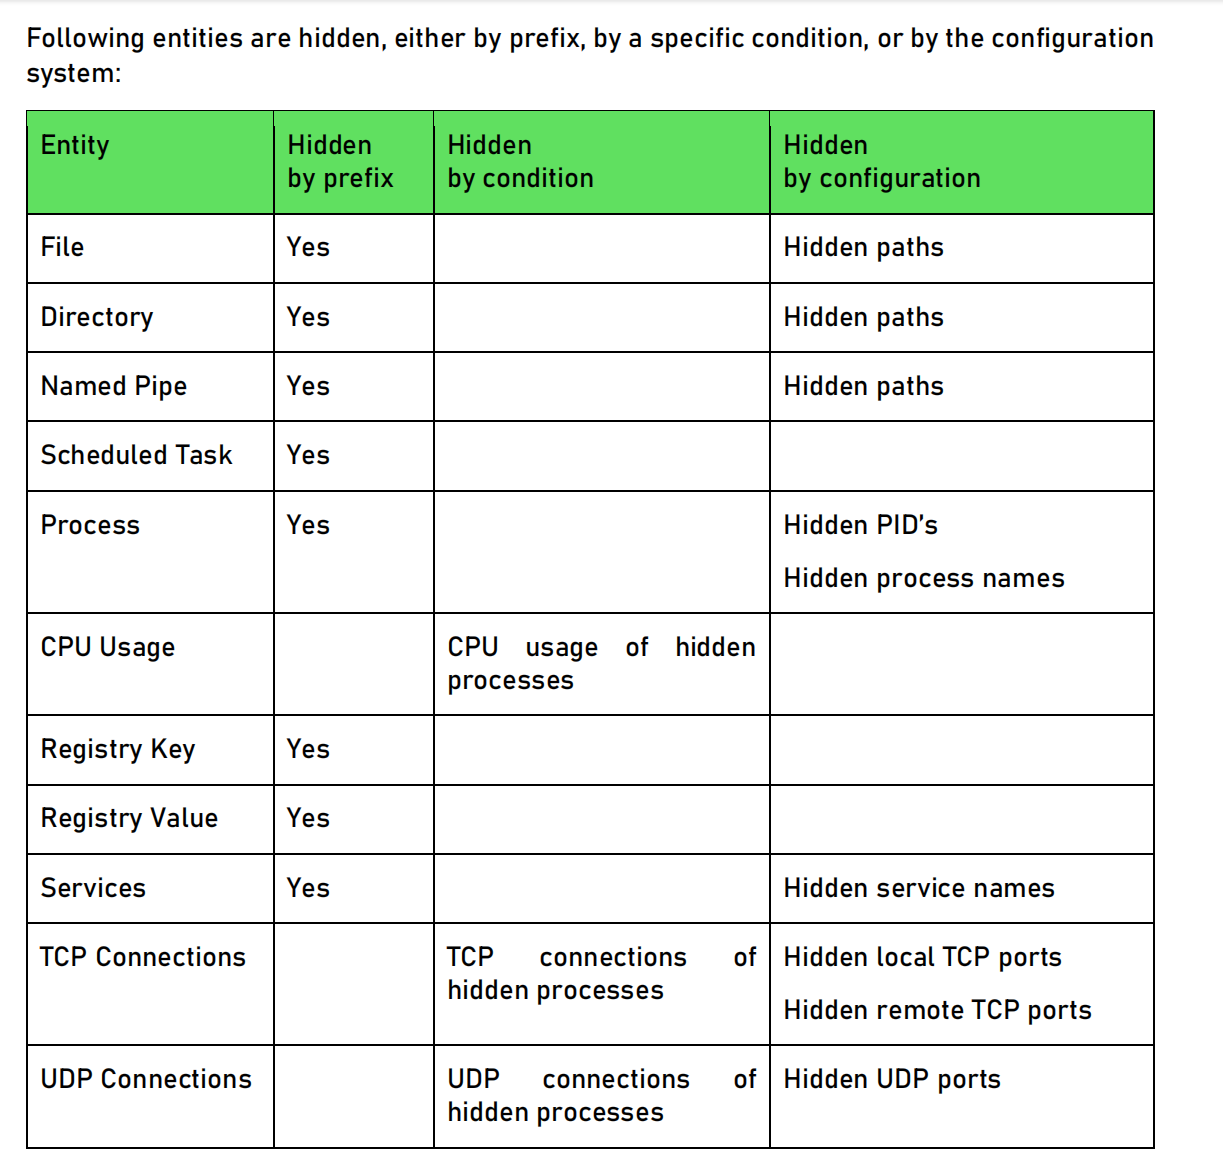 Following entities are hidden, either by prefix, by a specific condition, or by the configuration
system:
Entity
Hidden
by prefix
Hidden
by condition
Hidden
by configuration
File
Yes
Hidden paths
Directory
Yes
Hidden paths
Named Pipe
Yes
Hidden paths
Scheduled Task
Yes
Process
Yes
Hidden PID's
Hidden process names
CPU Usage
CPU usage of hidden
processes
Registry Key
Yes
Registry Value
Yes
Services
Yes
Hidden service names
TCP Connections
TCP connections of
hidden processes
Hidden local TCP ports
Hidden remote TCP ports
UDP Connections
UDP connections of
hidden processes
Hidden UDP ports